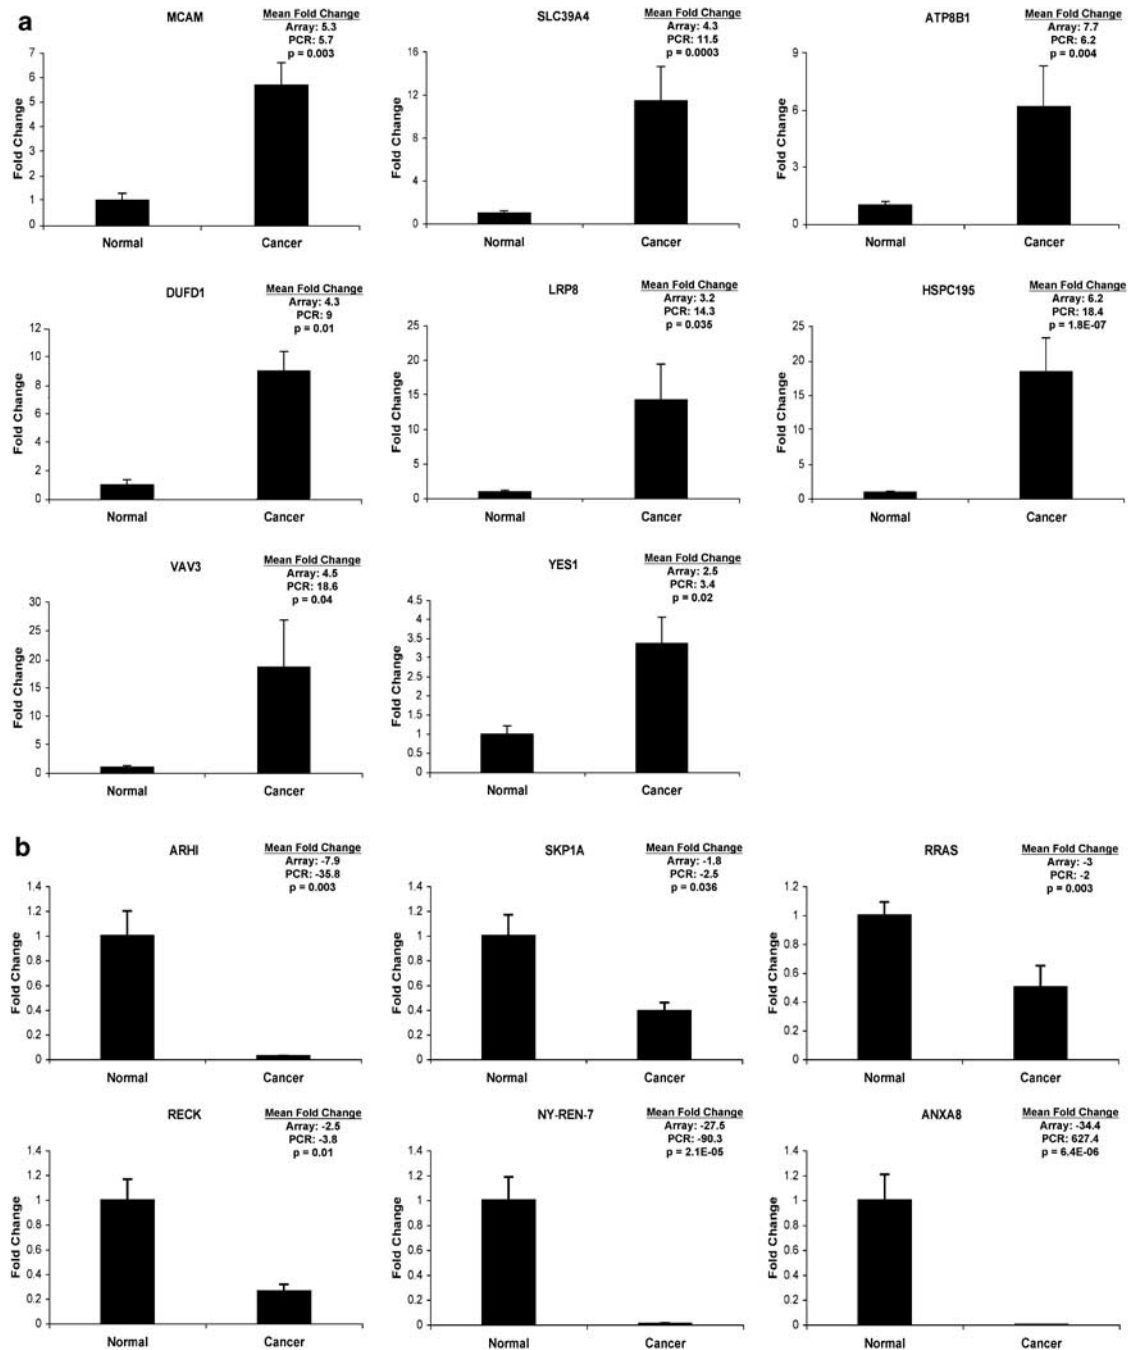 a
MCAM
Mean Fold Change
Array: 5.3
PCR: 5.7
p = 0.003
Fold Change
7
6
5
4
3
2
1
0
Normal Cancer
SLC39A4
Mean Fold Change
Array: 4.3
PCR: 11.5
p = 0.0003
Fold Change
16
12
8
4
0
Normal Cancer
ATP8B1
Mean Fold Change
Array: 7.7
PCR: 6.2
p = 0.004
Fold Change
9
6
3
0
Normal Cancer
DUFD1
Mean Fold Change
Array: 4.3
PCR: 9
p = 0.01
Fold Change
12
10
8
6
4
2
0
Normal Cancer
LRP8
Mean Fold Change
Array: 3.2
PCR: 14.3
p = 0.035
Fold Change
25
20
15
10
5
0
Normal Cancer
HSPC195
Mean Fold Change
Array: 6.2
PCR: 18.4
p = 1.8E-07
Fold Change
25
20
15
10
5
0
Normal Cancer
VAV3
Mean Fold Change
Array: 4.5
PCR: 18.6
p = 0.04
Fold Change
30
25
20
15
10
5
0
Normal Cancer
YES1
Mean Fold Change
Array: 2.5
PCR: 3.4
p = 0.02
Fold Change
4.5
4
3.5
3
2.5
2
1.5
1
0.5
0
Normal Cancer
b
ARHI
Mean Fold Change
Array: -7.9
PCR: -35.8
p = 0.003
Fold Change
1.4
1.2
1
0.8
0.6
0.4
0.2
0
Normal Cancer
SKP1A
Mean Fold Change
Array: -1.8
PCR: -2.5
p = 0.036
Fold Change
1.4
1.2
1
0.8
0.6
0.4
0.2
0
Normal Cancer
RRAS
Mean Fold Change
Array: -3
PCR: -2
p = 0.003
Fold Change
1.2
1
0.8
0.6
0.4
0.2
0
Normal Cancer
RECK
Mean Fold Change
Array: -2.5
PCR: -3.8
p = 0.01
Fold Change
1.4
1.2
1
0.8
0.6
0.4
0.2
0
Normal Cancer
NY-REN-7
Mean Fold Change
Array: -27.5
PCR: -90.3
p = 2.1E-05
Fold Change
1.4
1.2
1
0.8
0.6
0.4
0.2
0
Normal Cancer
ANXA8
Mean Fold Change
Array: -34.4
PCR: 627.4
p = 6.4E-06
Fold Change
1.4
1.2
1
0.8
0.6
0.4
0.2
0
Normal Cancer